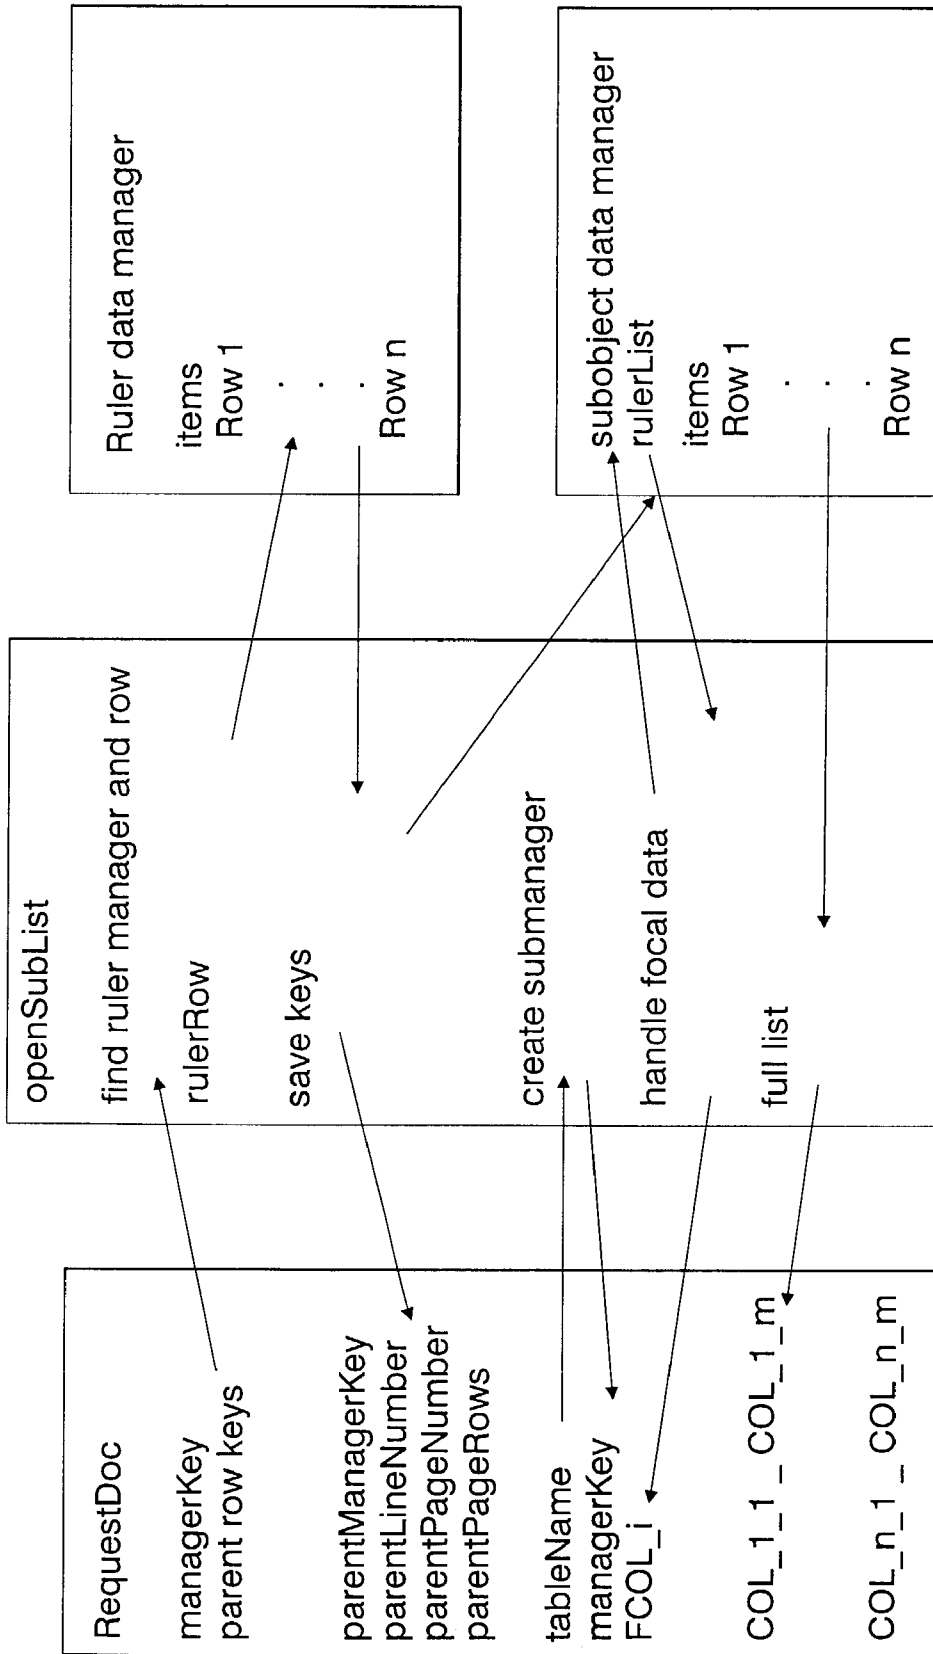 RequestDoc
managerKey
parent row keys
parentManagerKey
parentLineNumber
parentPageNumber
parentPageRows
tableName
managerKey
FCOL_i
COL_1_1 _ COL_1_m
COL_n_1 _ COL_n_m
openSubList
find ruler manager and row
rulerRow
save keys
create submanager
handle focal data
full list
Ruler data manager
items
Row 1
. . .
Row n
subobject data manager
rulerList
items
Row 1
. . .
Row n